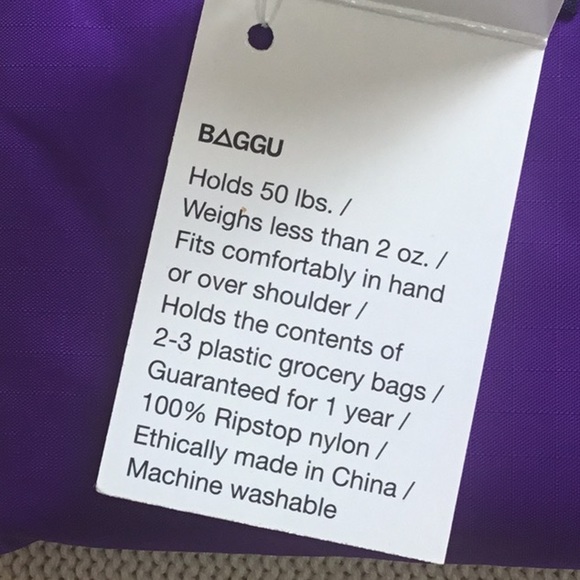 BAGGU
Holds 50 lbs. /
Weighs less than 2 oz. /
Fits comfortably in hand
or over shoulder /
Holds the contents of
2-3 plastic grocery bags /
Guaranteed for 1 year /
100% Ripstop nylon /
Ethically made in China /
Machine washable